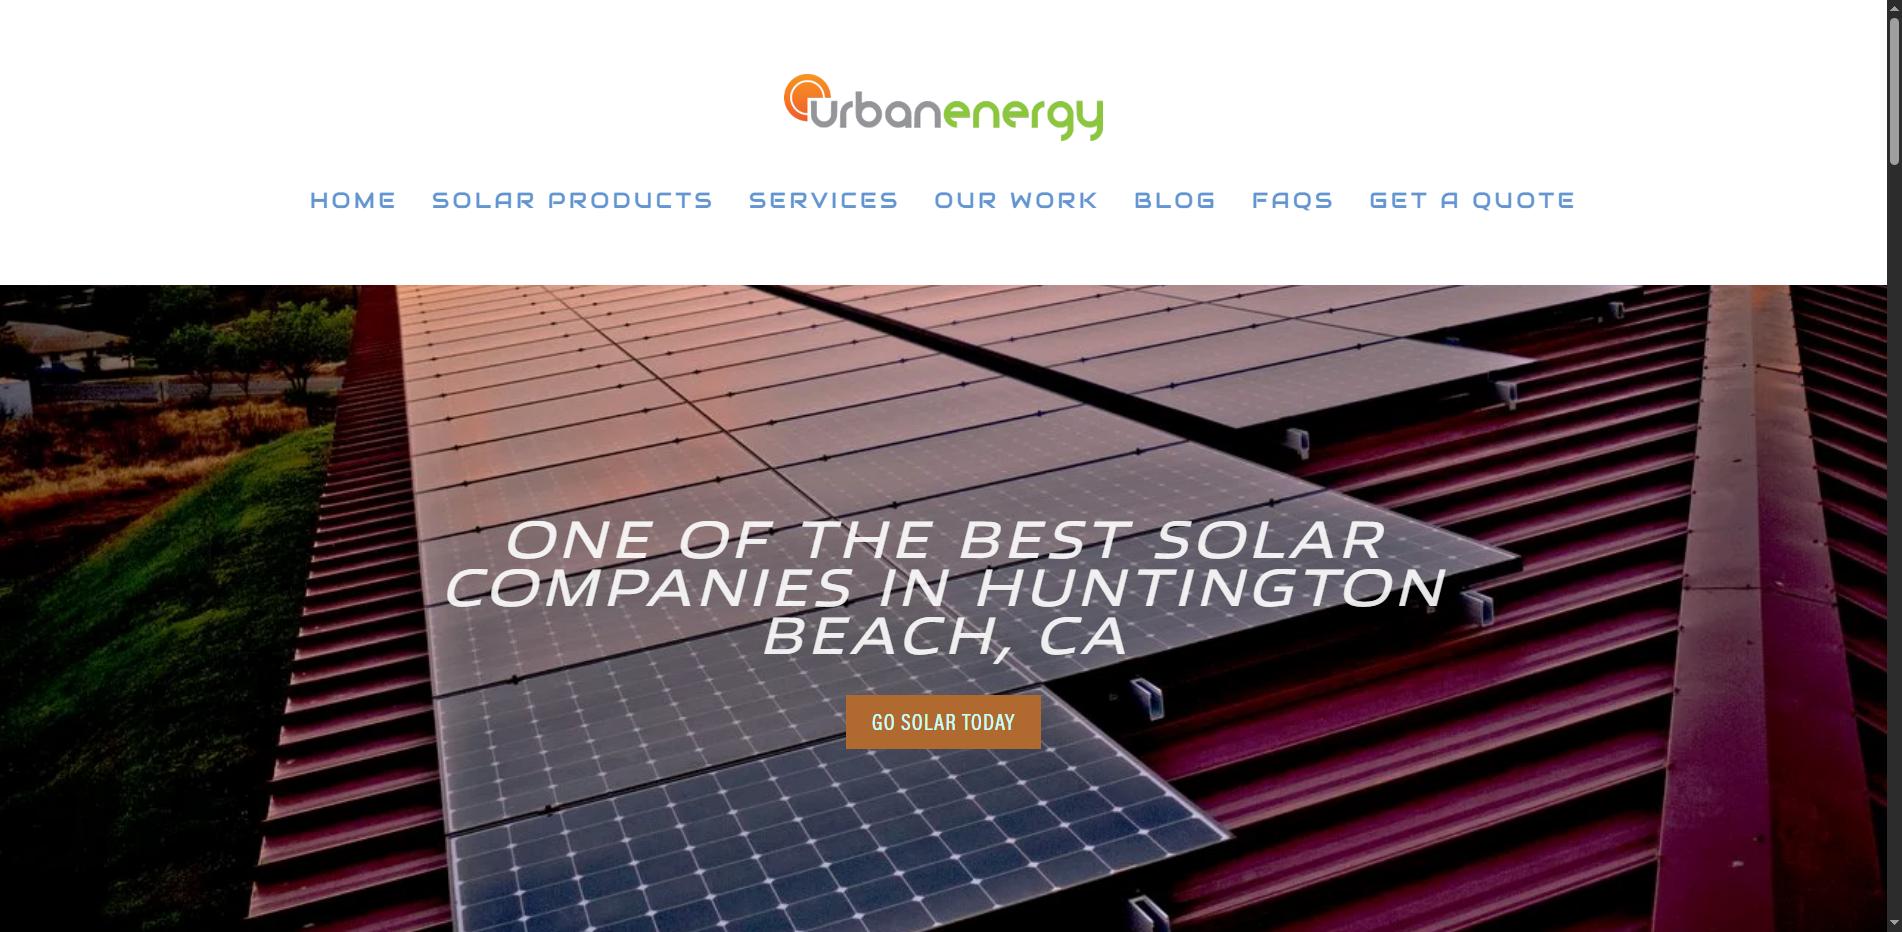 urbanenergy
HOME SOLAR PRODUCTS SERVICES OUR WORK BLOG FAQS GET A QUOTE
ONE OF THE BEST SOLAR
COMPANIES IN HUNTINGTON
BEACH, CA
GO SOLAR TODAY